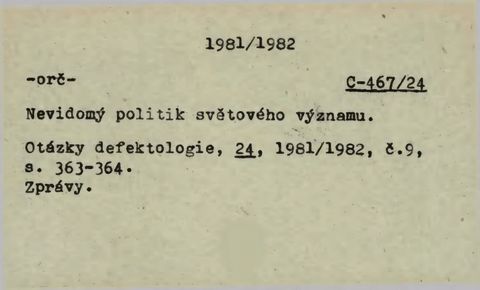 1981/1982
-orč- C-467/24
Nevidomý politik světového významu.
Otázky defektologie, 24, 1981/1982, č.9,
s. 363-364.
Zprávy.